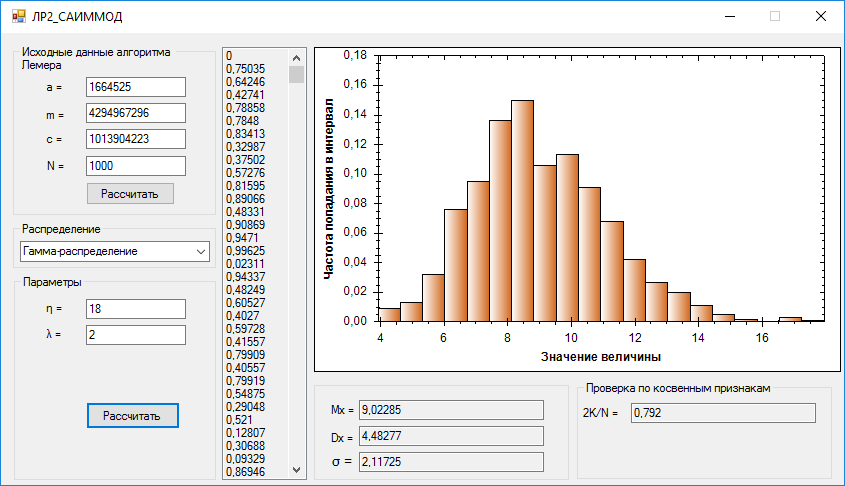 ЛР2_САИММОД
Исходные данные алгоритма
Лемера
a = 1664525
m = 4294967296
c = 1013904223
N = 1000
Рассчитать
Распределение
Гамма-распределение
Параметры
η = 18
λ = 2
Рассчитать
0
0,75035
0,64246
0,42741
0,78858
0,7848
0,83413
0,32987
0,37502
0,57276
0,81595
0,89066
0,48331
0,90869
0,9471
0,99625
0,02311
0,94337
0,48249
0,60527
0,4027
0,59728
0,41557
0,79909
0,40557
0,79919
0,54875
0,29048
0,521
0,12807
0,30688
0,09329
0,86946
Частота попадания в интервал
0,18
0,16
0,14
0,12
0,10
0,08
0,06
0,04
0,02
0,00
4 6 8 10 12 14 16
Значение величины
Mx = 9,02285
Dx = 4,48277
σ = 2,11725
Проверка по косвенным признакам
2K/N = 0,792